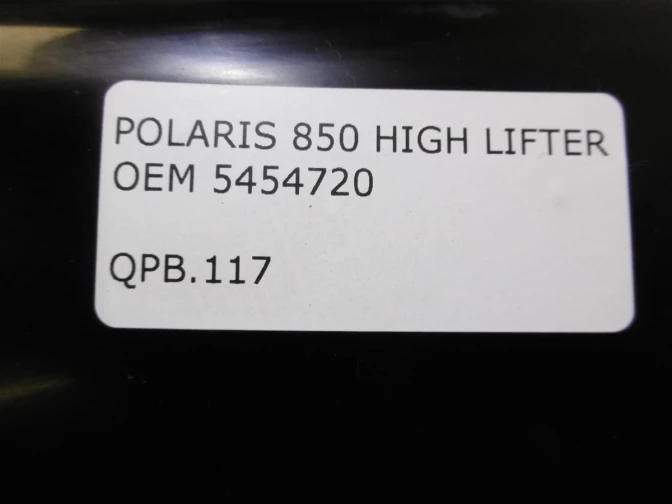 POLARIS 850 HIGH LIFTER
OEM 5454720
QPB.117